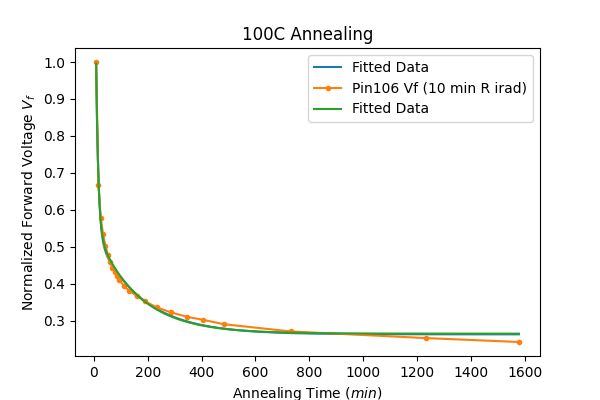 100C Annealing
Normalized Forward Voltage Vf
1.0
0.9
0.8
0.7
0.6
0.5
0.4
0.3
Fitted Data
Pin106 Vf (10 min R irad)
Fitted Data
0 200 400 600 800 1000 1200 1400 1600
Annealing Time (min)